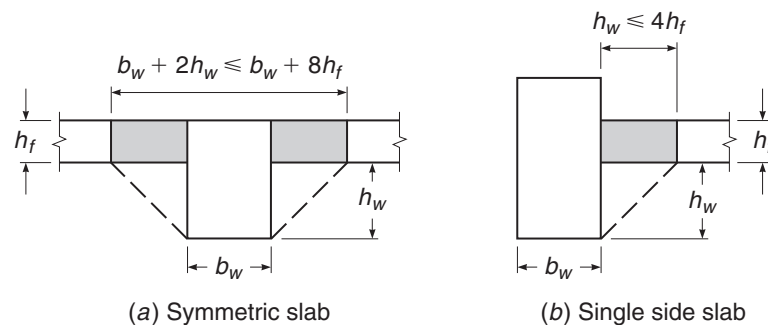 b_w + 2h_w ≤ b_w + 8h_f
h_f
h_w
b_w
(a) Symmetric slab
h_w ≤ 4h_f
h
h_w
b_w
(b) Single side slab